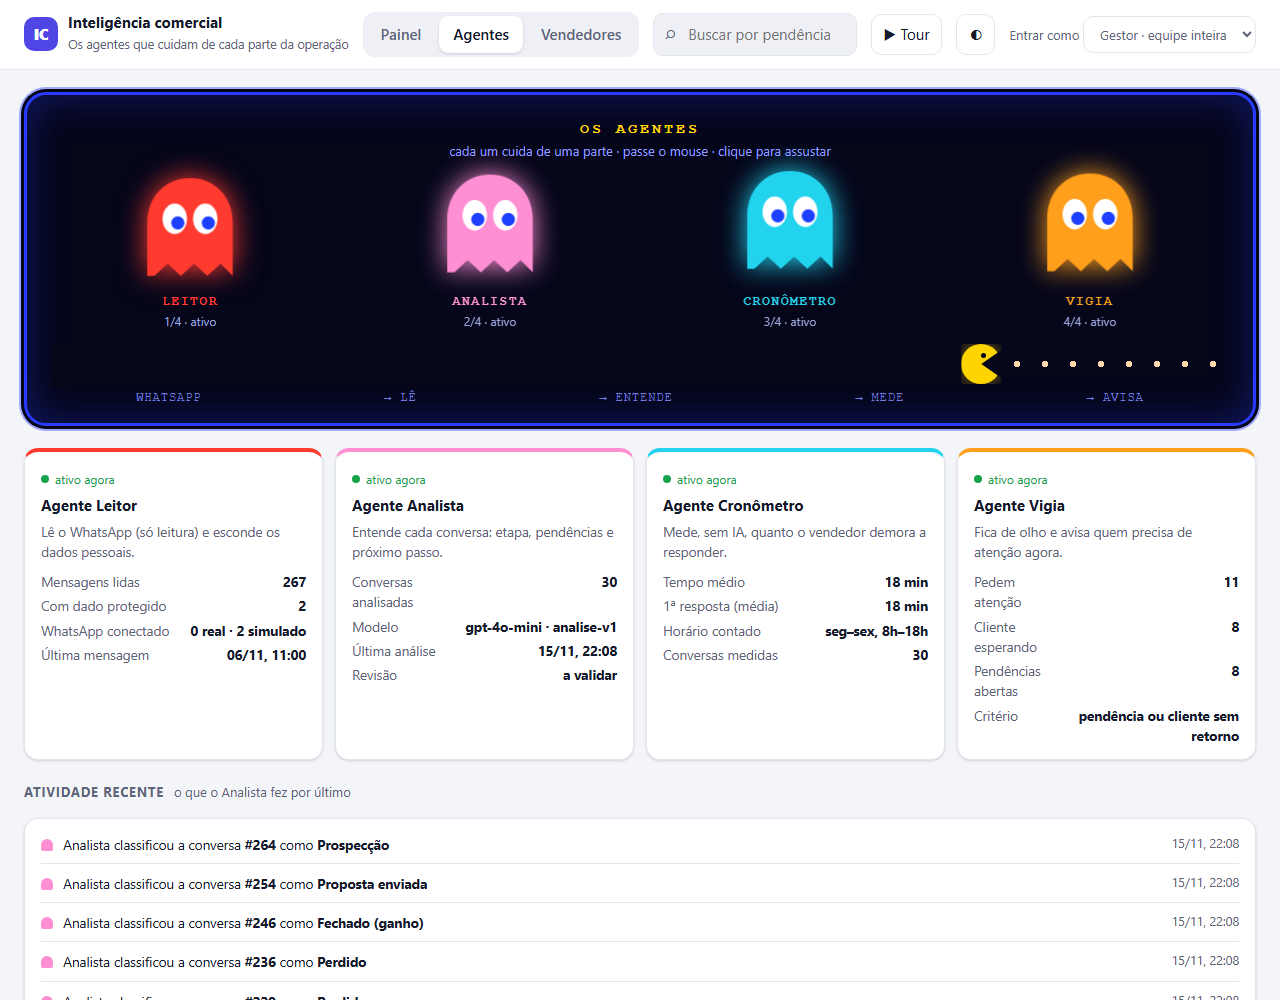 IC
Inteligência comercial
Os agentes que cuidam de cada parte da operação
Painel
Agentes
Vendedores
Buscar por pendência
▶ Tour
Entrar como
Gestor · equipe inteira
OS AGENTES
cada um cuida de uma parte · passe o mouse · clique para assustar
LEITOR
1/4 · ativo
ANALISTA
2/4 · ativo
CRONÔMETRO
3/4 · ativo
VIGIA
4/4 · ativo
WHATSAPP
→ LÊ
→ ENTENDE
→ MEDE
→ AVISA
ativo agora
Agente Leitor
Lê o WhatsApp (só leitura) e esconde os
dados pessoais.
Mensagens lidas 267
Com dado protegido 2
WhatsApp conectado 0 real · 2 simulado
Última mensagem 06/11, 11:00
ativo agora
Agente Analista
Entende cada conversa: etapa, pendências e
próximo passo.
Conversas 30
analisadas
Modelo gpt-4o-mini · analise-v1
Última análise 15/11, 22:08
Revisão a validar
ativo agora
Agente Cronômetro
Mede, sem IA, quanto o vendedor demora a
responder.
Tempo médio 18 min
1ª resposta (média) 18 min
Horário contado seg–sex, 8h–18h
Conversas medidas 30
ativo agora
Agente Vigia
Fica de olho e avisa quem precisa de
atenção agora.
Pedem 11
atenção
Cliente 8
esperando
Pendências 8
abertas
Critério pendência ou cliente sem
retorno
ATIVIDADE RECENTE o que o Analista fez por último
Analista classificou a conversa #264 como Prospecção 15/11, 22:08
Analista classificou a conversa #254 como Proposta enviada 15/11, 22:08
Analista classificou a conversa #246 como Fechado (ganho) 15/11, 22:08
Analista classificou a conversa #236 como Perdido 15/11, 22:08